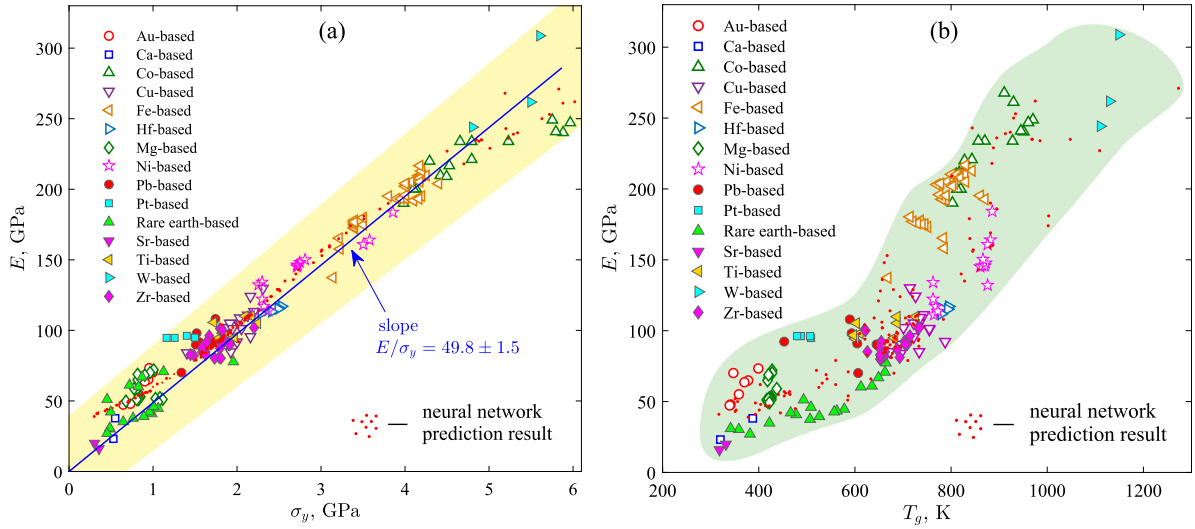 (a)
E, GPa
300
250
200
150
100
50
0
0
1
2
3
4
5
6
σy, GPa
Au-based
Ca-based
Co-based
Cu-based
Fe-based
Hf-based
Mg-based
Ni-based
Pb-based
Pt-based
Rare earth-based
Sr-based
Ti-based
W-based
Zr-based
slope
E/σy = 49.8 ± 1.5
neural network
prediction result
(b)
E, GPa
300
250
200
150
100
50
0
200
400
600
800
1000
1200
Tg, K
Au-based
Ca-based
Co-based
Cu-based
Fe-based
Hf-based
Mg-based
Ni-based
Pb-based
Pt-based
Rare earth-based
Sr-based
Ti-based
W-based
Zr-based
neural network
prediction result